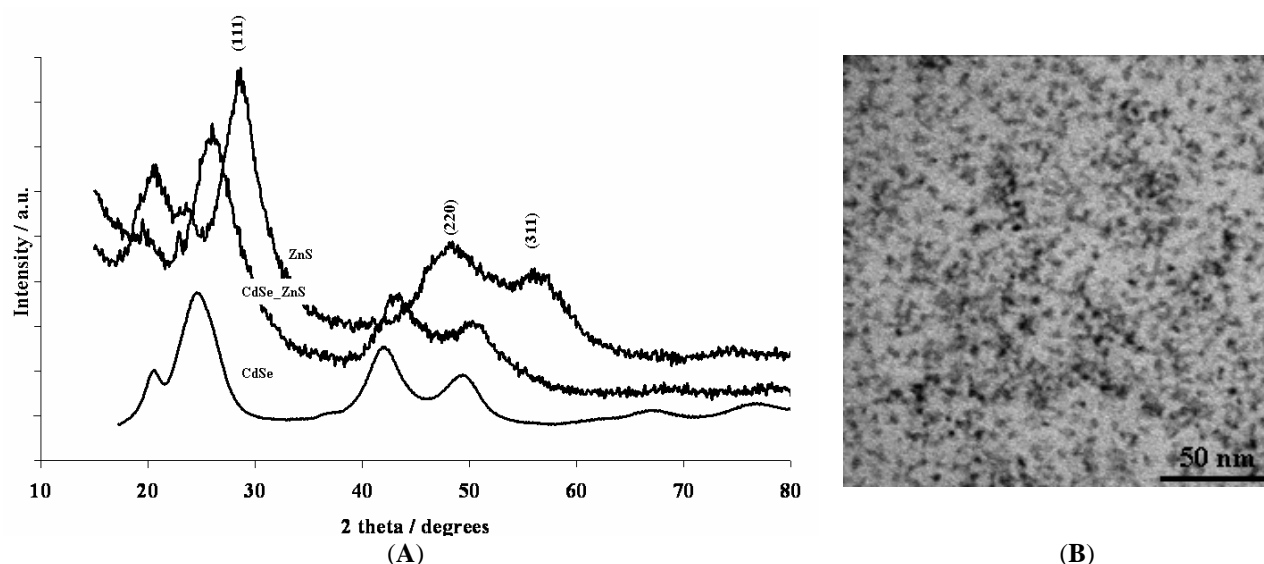 (111)
(220)
(311)
ZnS
CdSe_ZnS
CdSe
Intensity / a.u.
10 20 30 40 50 60 70 80
2 theta / degrees
50 nm
(A) (B)